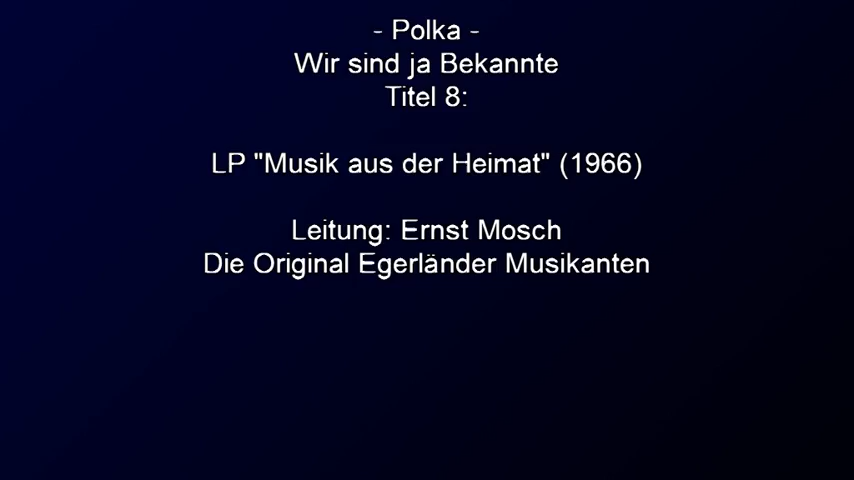 - Polka -
Wir sind ja Bekannte
Titel 8:
LP "Musik aus der Heimat" (1966)
Leitung: Ernst Mosch
Die Original Egerländer Musikanten